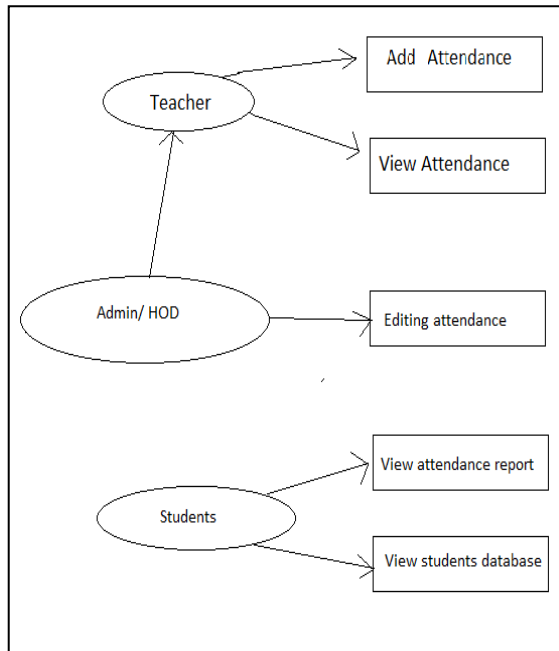 Add Attendance
Teacher
View Attendance
Admin/ HOD
Editing attendance
View attendance report
Students
View students database